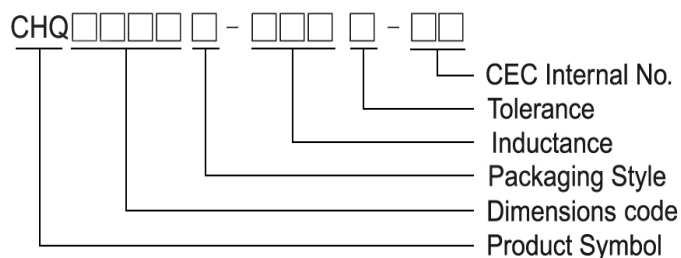 CHQ□□□□ □ - □□□ □ - □□
CEC Internal No.
Tolerance
Inductance
Packaging Style
Dimensions code
Product Symbol